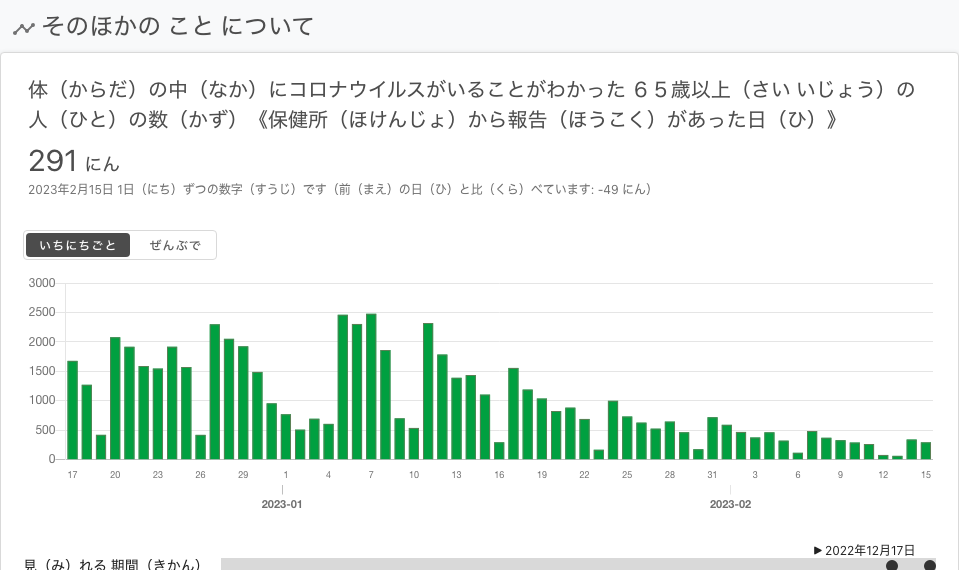 そのほかの こと について
体（からだ）の中（なか）にコロナウイルスがいることがわかった ６５歳以上（さい いじょう）の
人（ひと）の数（かず）《保健所（ほけんじょ）から報告（ほうこく）があった日（ひ）》
291 にん
2023年2月15日 1日（にち）ずつの数字（すうじ）です（前（まえ）の日（ひ）と比（くら）べています: -49 にん）
いちにちごと ぜんぶで
3000
2500
2000
1500
1000
500
0
17 20 23 26 29 1 4 7 10 13 16 19 22 25 28 31 3 6 9 12 15
2023-01 2023-02
▶ 2022年12月17日
見（み）れる 期間（きかん）